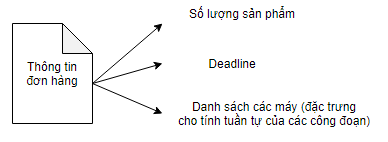 Số lượng sản phẩm
Thông tin
đơn hàng
Deadline
Danh sách các máy (đặc trưng
cho tính tuần tự của các công đoạn)